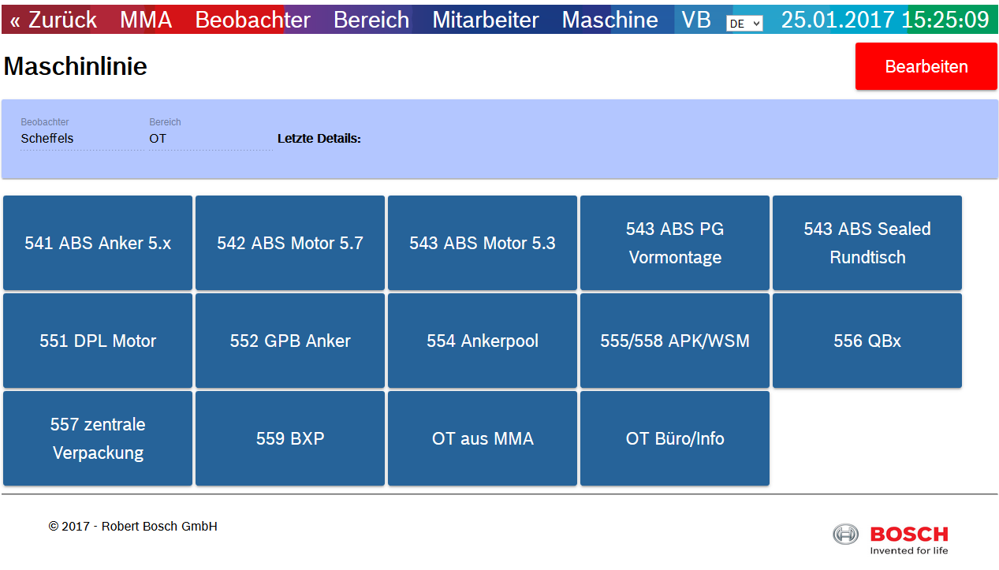 « Zurück MMA Beobachter Bereich Mitarbeiter Maschine VB DE 25.01.2017 15:25:09
Maschinlinie
Bearbeiten
Beobachter Bereich
Scheffels OT Letzte Details:
541 ABS Anker 5.x
542 ABS Motor 5.7
543 ABS Motor 5.3
543 ABS PG
Vormontage
543 ABS Sealed
Rundtisch
551 DPL Motor
552 GPB Anker
554 Ankerpool
555/558 APK/WSM
556 QBx
557 zentrale
Verpackung
559 BXP
OT aus MMA
OT Büro/Info
© 2017 - Robert Bosch GmbH
BOSCH
Invented for life